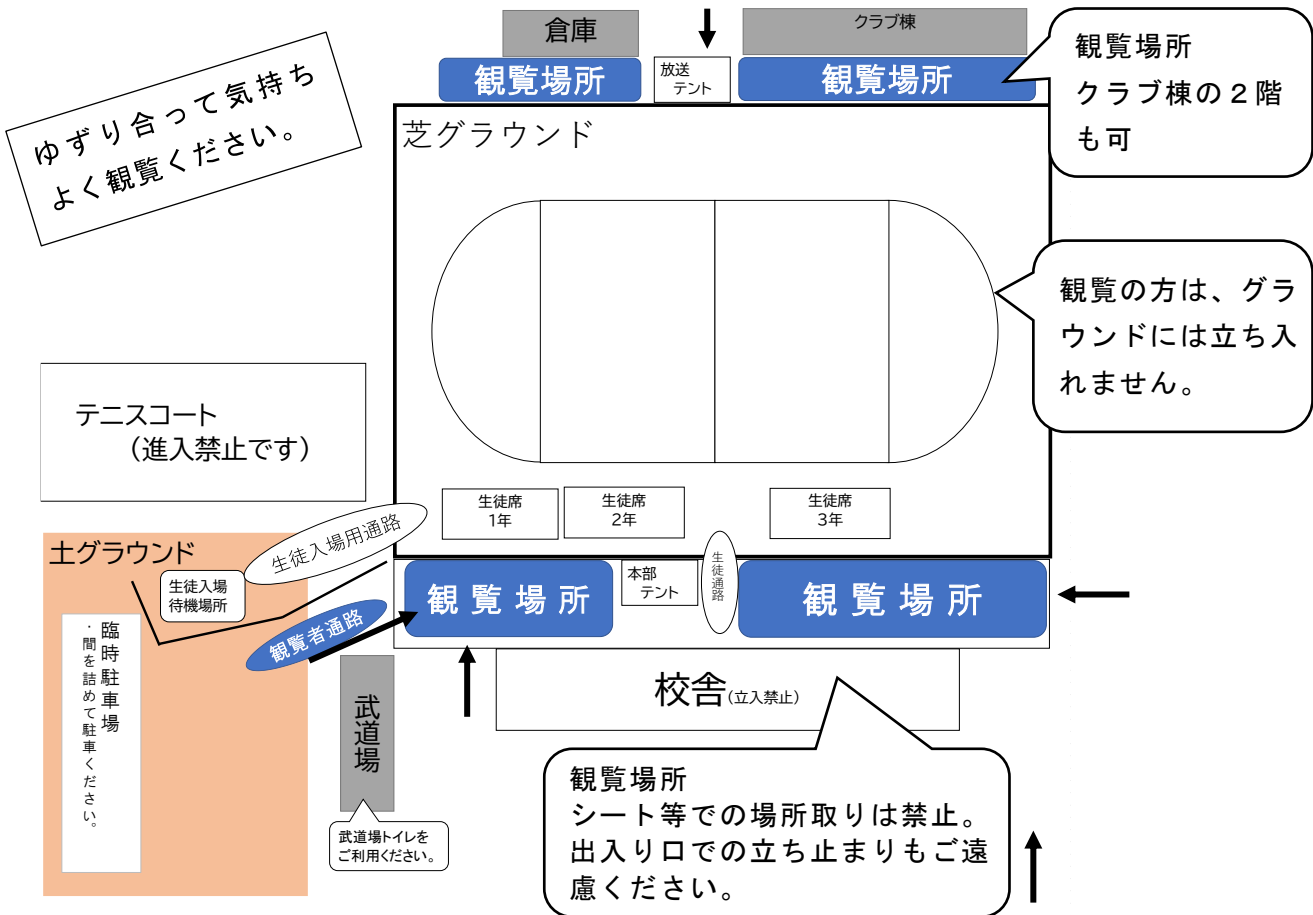 倉庫
クラブ棟
観覧場所
放送
テント
観覧場所
観覧場所
クラブ棟の２階
も可
ゆずり合って気持ち
よく観覧ください。
芝グラウンド
観覧の方は、グラ
ウンドには立ち入
れません。
テニスコート
（進入禁止です）
生徒席
1年
生徒席
2年
生徒席
3年
生徒入場用通路
土グラウンド
生徒入場
待機場所
観覧者通路
観覧場所
本部
テント
生徒通路
観覧場所
臨時駐車場
・間を詰めて駐車ください。
武道場
武道場トイレを
ご利用ください。
校舎(立入禁止)
観覧場所
シート等での場所取りは禁止。
出入り口での立ち止まりもご遠
慮ください。